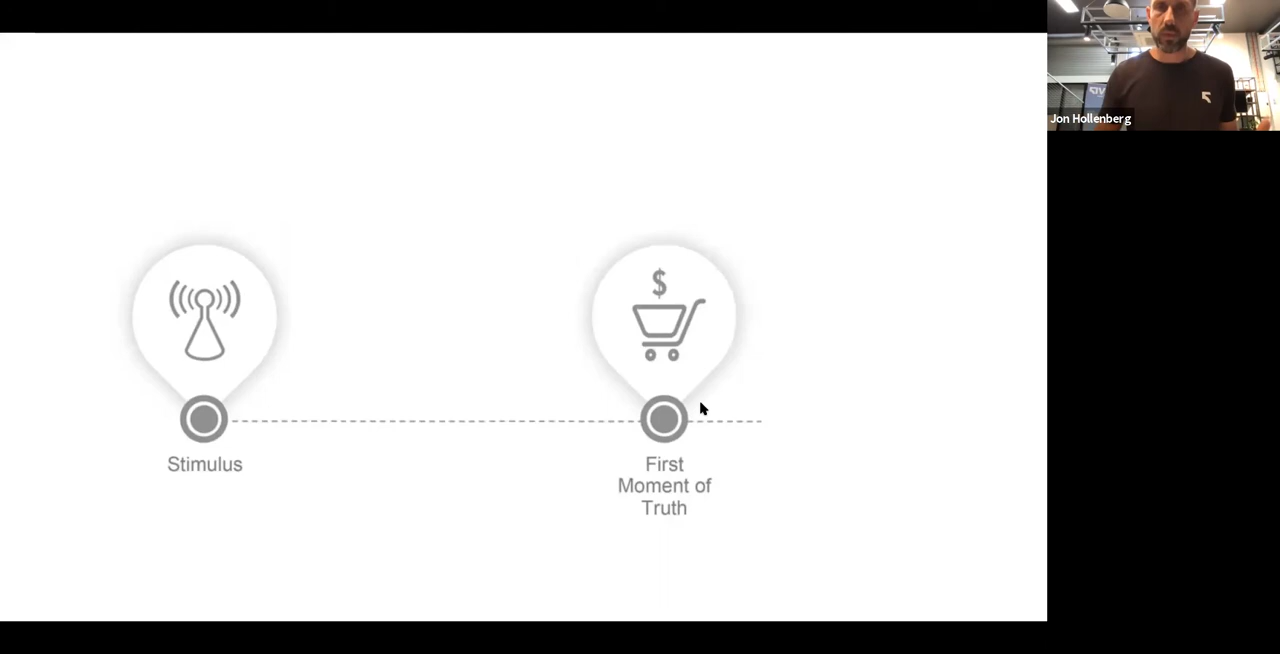 Jon Hollenberg
$
Stimulus
First
Moment of
Truth